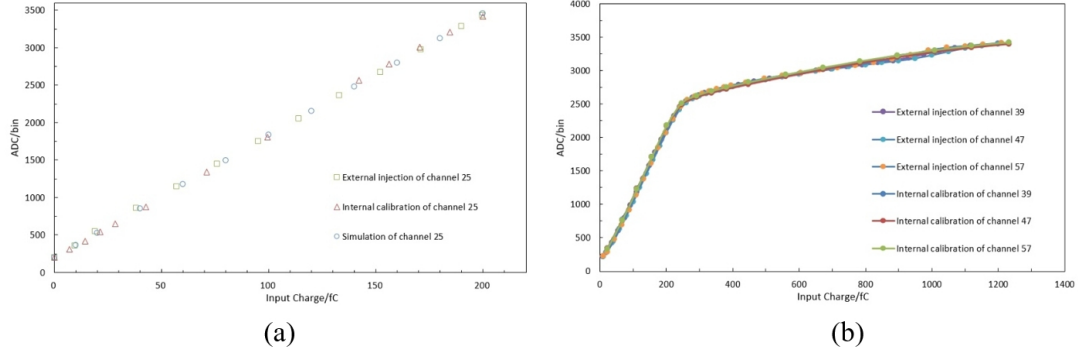 3500
3000
2500
2000
1500
1000
500
0
ADC/bin
External injection of channel 25
Internal calibration of channel 25
Simulation of channel 25
0 50 100 150 200
Input Charge/fC
(a)
4000
3500
3000
2500
2000
1500
1000
500
0
ADC/bin
External injection of channel 39
External injection of channel 47
External injection of channel 57
Internal calibration of channel 39
Internal calibration of channel 47
Internal calibration of channel 57
0 200 400 600 800 1000 1200 1400
Input Charge/fC
(b)